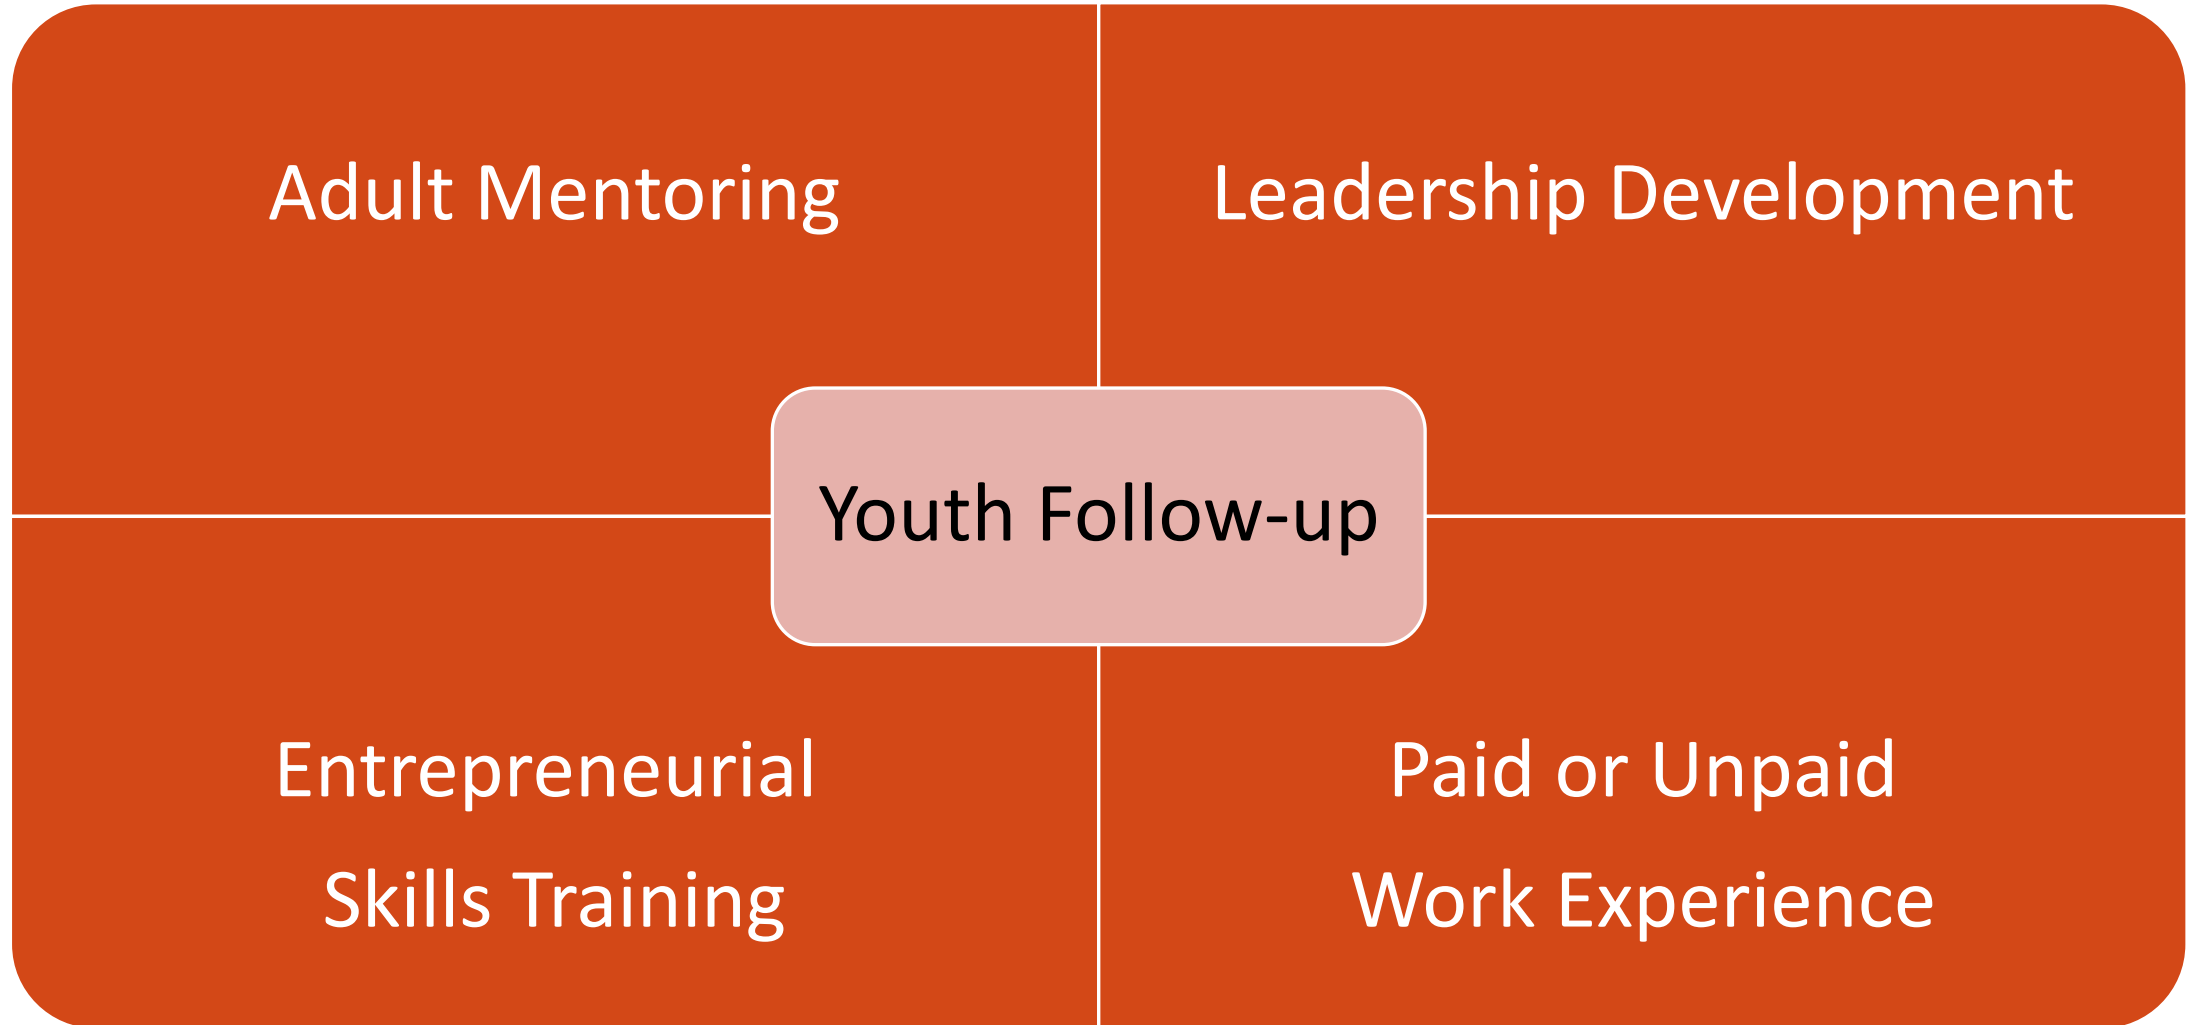 Adult Mentoring
Leadership Development
Youth Follow-up
Entrepreneurial
Skills Training
Paid or Unpaid
Work Experience